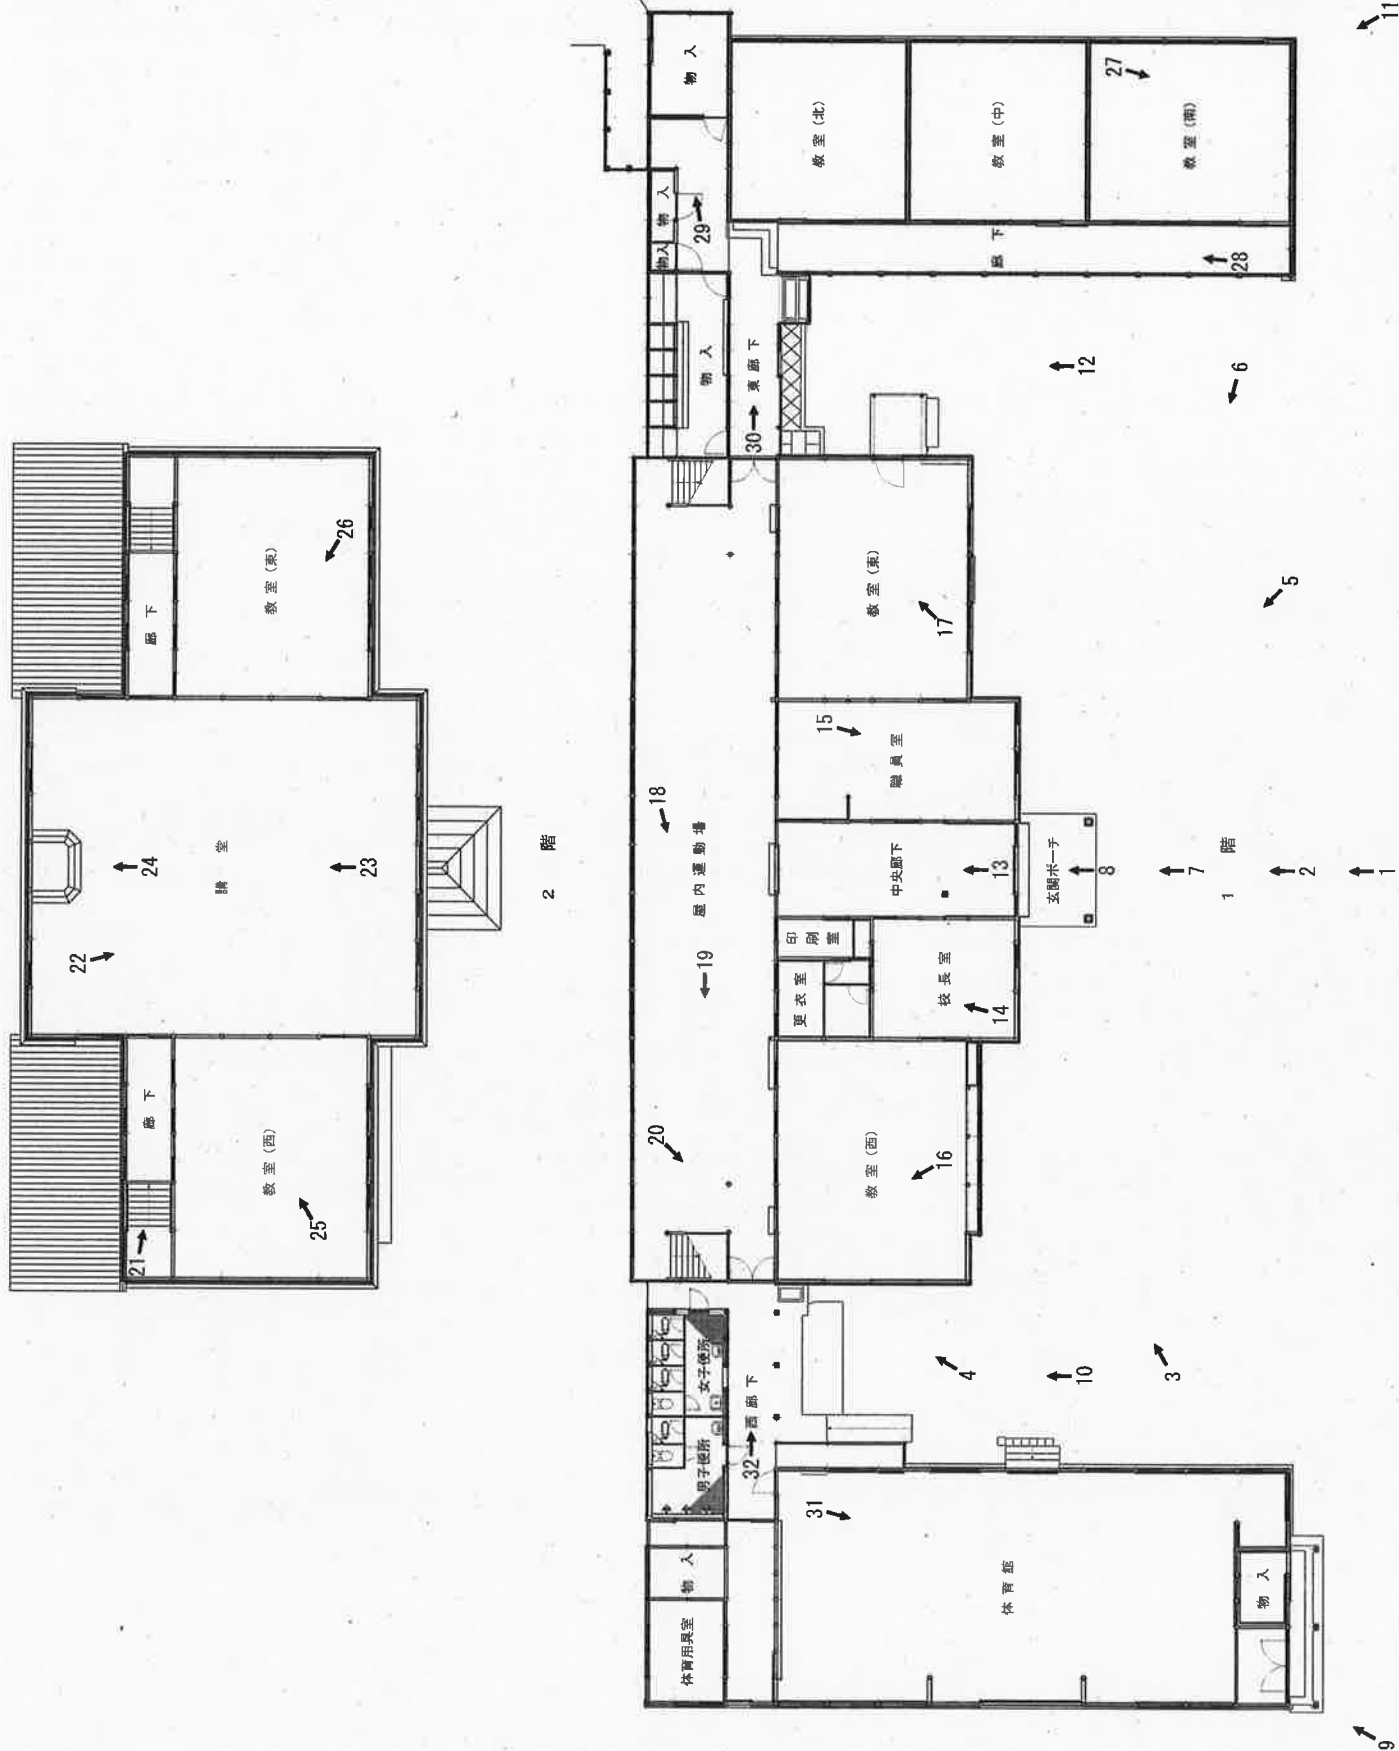 21
廊下
廊下
22
24
講堂
教室(西)
教室(東)
25
23
26
2 階
体育用具室
物入
男子便所
女子便所
物入
物入
物入
物入
20
18
屋内運動場
19
29
32
西廊下
30
東廊下
31
更衣室
印刷室
15
教室(北)
教室(西)
校長室
中央廊下
職員室
教室(東)
16
14
13
17
体育館
教室(中)
廊下
4
玄関ポーチ
10
8
12
27
3
7
教室(南)
1 階
28
6
物入
2
5
9
1
11